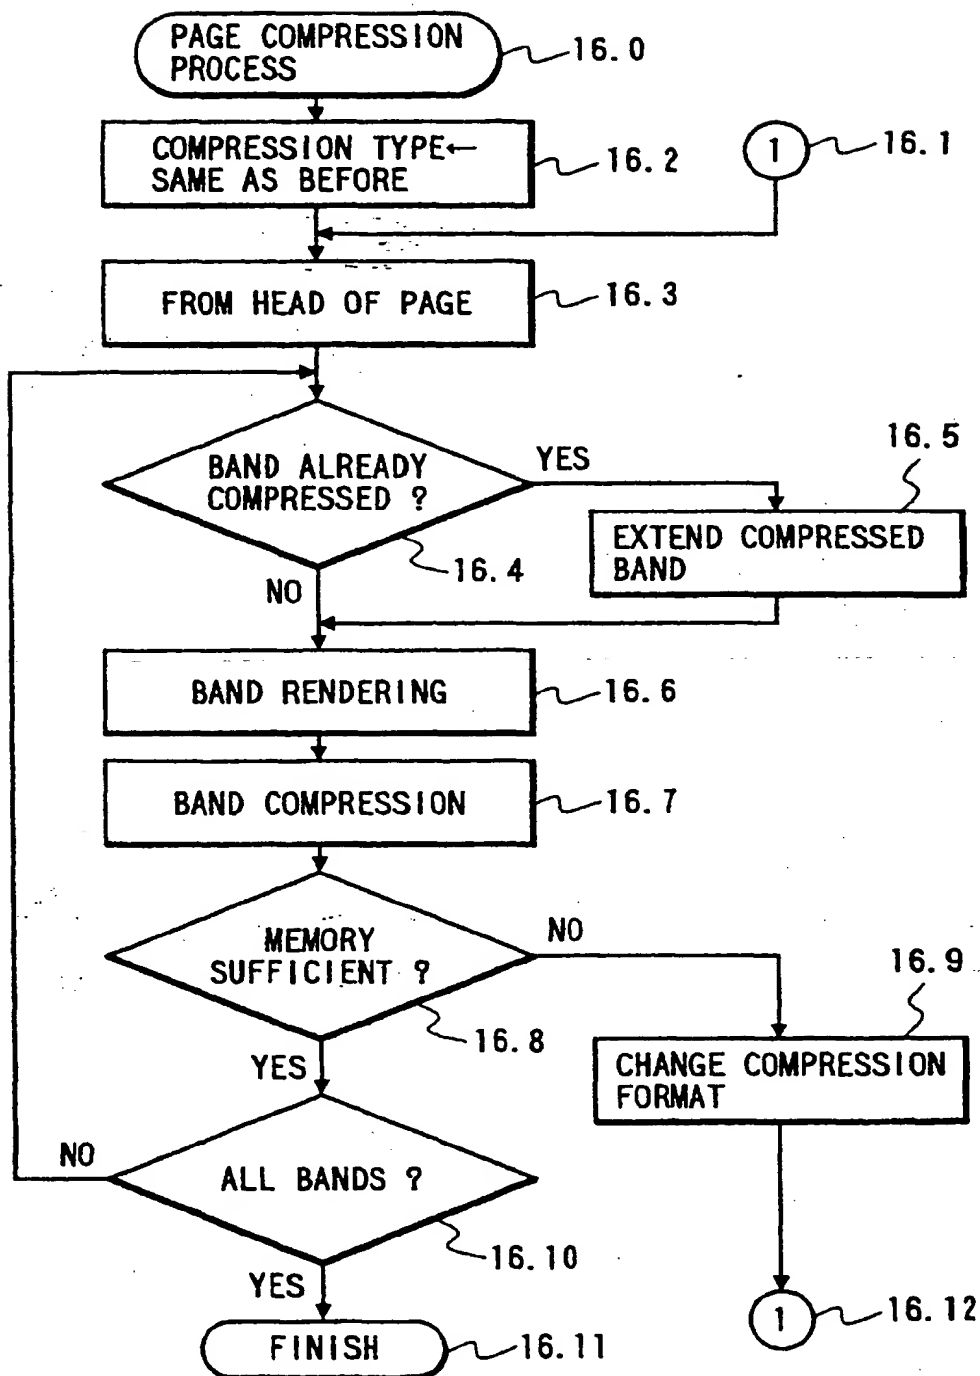 PAGE COMPRESSION
PROCESS
16.0
COMPRESSION TYPE←
SAME AS BEFORE
16.2
1
16.1
FROM HEAD OF PAGE
16.3
BAND ALREADY
COMPRESSED ?
16.4
YES
NO
16.5
EXTEND COMPRESSED
BAND
BAND RENDERING
16.6
BAND COMPRESSION
16.7
MEMORY
SUFFICIENT ?
16.8
NO
YES
16.9
CHANGE COMPRESSION
FORMAT
ALL BANDS ?
16.10
NO
YES
1
16.12
FINISH
16.11